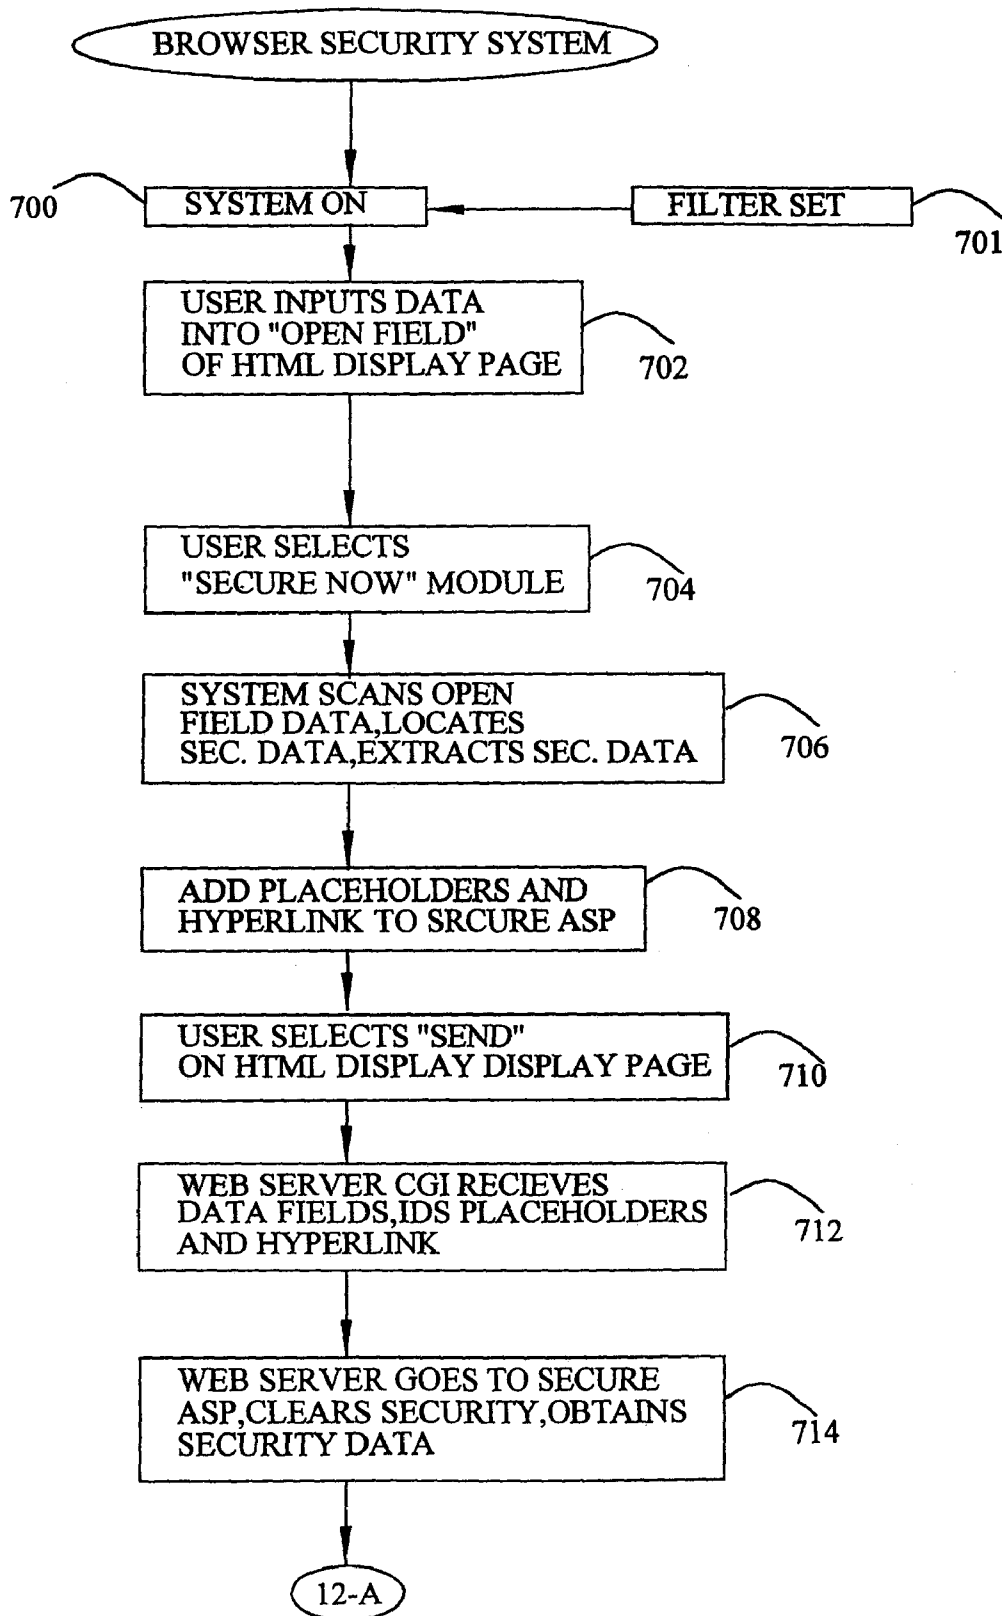 BROWSER SECURITY SYSTEM
700
SYSTEM ON
FILTER SET
701
USER INPUTS DATA
INTO "OPEN FIELD"
OF HTML DISPLAY PAGE
702
USER SELECTS
"SECURE NOW" MODULE
704
SYSTEM SCANS OPEN
FIELD DATA,LOCATES
SEC. DATA,EXTRACTS SEC. DATA
706
ADD PLACEHOLDERS AND
HYPERLINK TO SRCURE ASP
708
USER SELECTS "SEND"
ON HTML DISPLAY DISPLAY PAGE
710
WEB SERVER CGI RECIEVES
DATA FIELDS,IDS PLACEHOLDERS
AND HYPERLINK
712
WEB SERVER GOES TO SECURE
ASP,CLEARS SECURITY,OBTAINS
SECURITY DATA
714
12-A